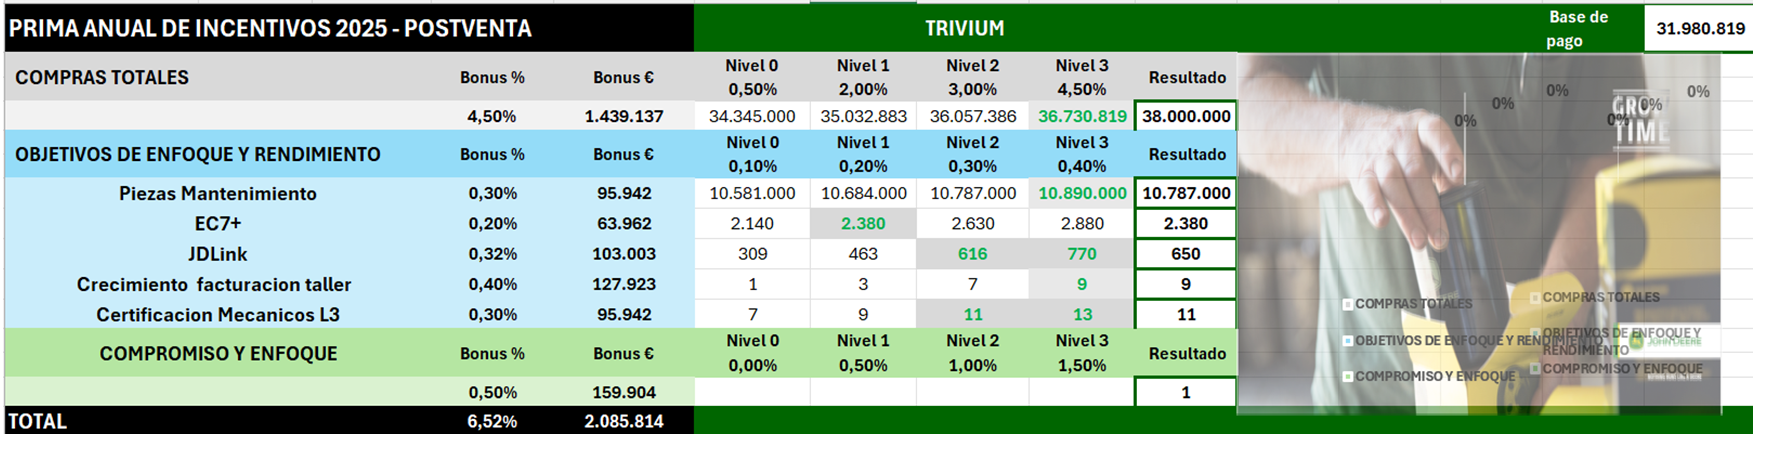 PRIMA ANUAL DE INCENTIVOS 2025 - POSTVENTA TRIVIUM Base de pago 31.980.819
COMPRAS TOTALES Bonus % Bonus € Nivel 0 Nivel 1 Nivel 2 Nivel 3 Resultado
0,50% 2,00% 3,00% 4,50%
4,50% 1.439.137 34.345.000 35.032.883 36.057.386 36.730.819 38.000.000
OBJETIVOS DE ENFOQUE Y RENDIMIENTO Bonus % Bonus € Nivel 0 Nivel 1 Nivel 2 Nivel 3 Resultado
0,10% 0,20% 0,30% 0,40%
Piezas Mantenimiento 0,30% 95.942 10.581.000 10.684.000 10.787.000 10.890.000 10.787.000
EC7+ 0,20% 63.962 2.140 2.380 2.630 2.880 2.380
JDLink 0,32% 103.003 309 463 616 770 650
Crecimiento facturacion taller 0,40% 127.923 1 3 7 9 9
Certificacion Mecanicos L3 0,30% 95.942 7 9 11 13 11
COMPROMISO Y ENFOQUE Bonus % Bonus € Nivel 0 Nivel 1 Nivel 2 Nivel 3 Resultado
0,00% 0,50% 1,00% 1,50%
0,50% 159.904 1
TOTAL 6,52% 2.085.814
0% 0% 0% 0% 0% 0%
TIME
COMPRAS TOTALES
OBJETIVOS DE ENFOQUE Y RENDIMIENTO
COMPROMISO Y ENFOQUE
COMPRAS TOTALES
OBJETIVOS DE ENFOQUE Y
RENDIMIENTO
COMPROMISO Y ENFOQUE
JOHN DEERE